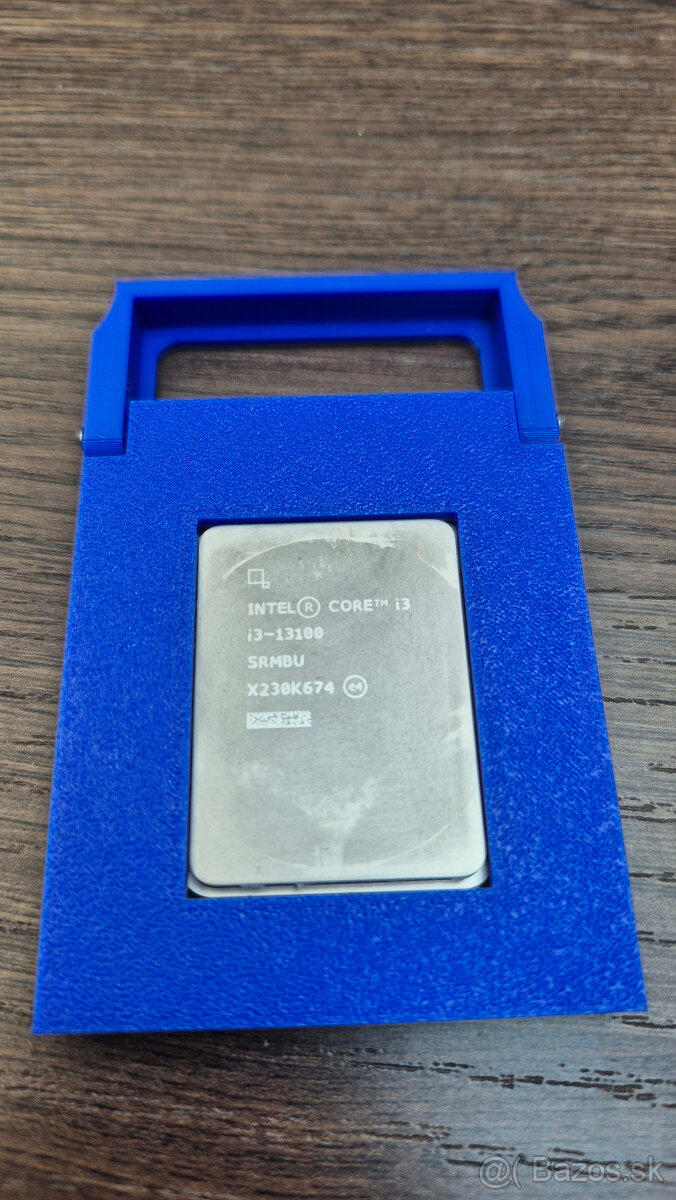 INTEL® CORE™ i3
i3-13100
SRMBU
X230K674 e4
@( Bazos.sk